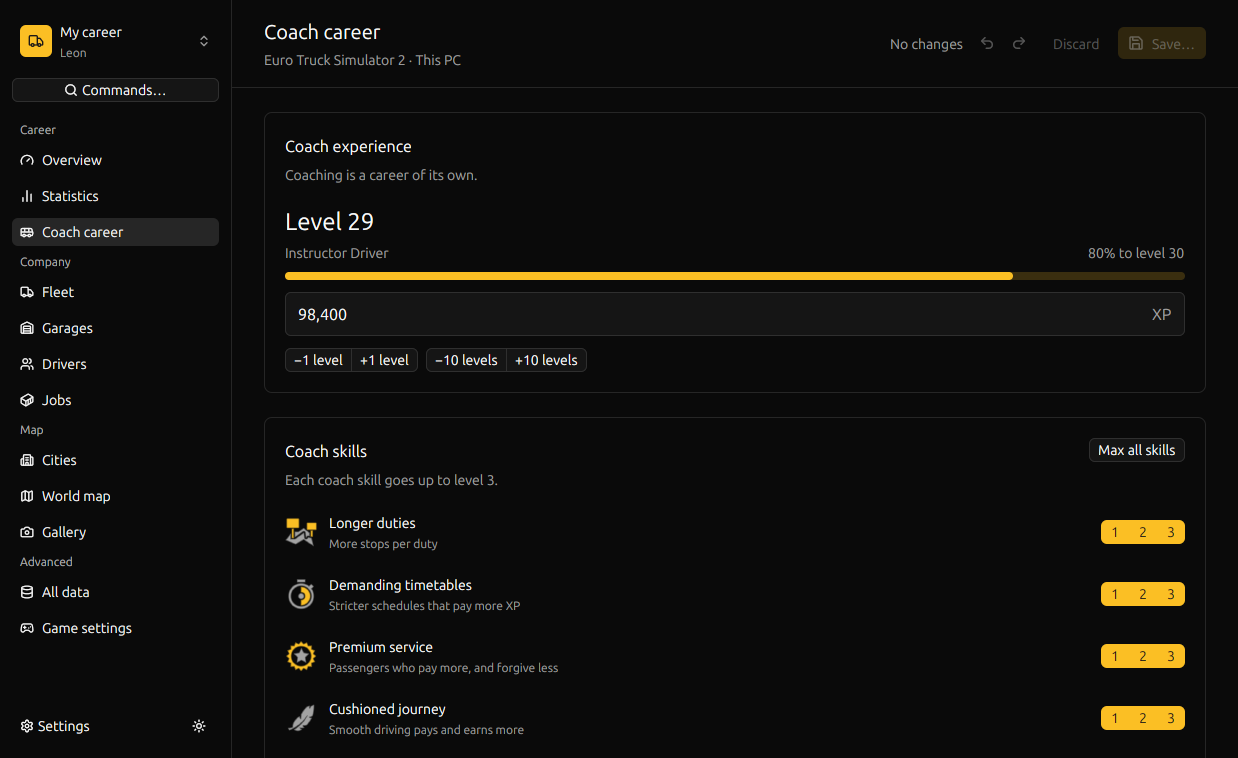 My career
Leon
Commands…
Career
Overview
Statistics
Coach career
Company
Fleet
Garages
Drivers
Jobs
Map
Cities
World map
Gallery
Advanced
All data
Game settings
Settings
Coach career
Euro Truck Simulator 2 · This PC
No changes
Discard
Save…
Coach experience
Coaching is a career of its own.
Level 29
Instructor Driver
80% to level 30
98,400
XP
−1 level
+1 level
−10 levels
+10 levels
Coach skills
Max all skills
Each coach skill goes up to level 3.
Longer duties
More stops per duty
1 2 3
Demanding timetables
Stricter schedules that pay more XP
1 2 3
Premium service
Passengers who pay more, and forgive less
1 2 3
Cushioned journey
Smooth driving pays and earns more
1 2 3